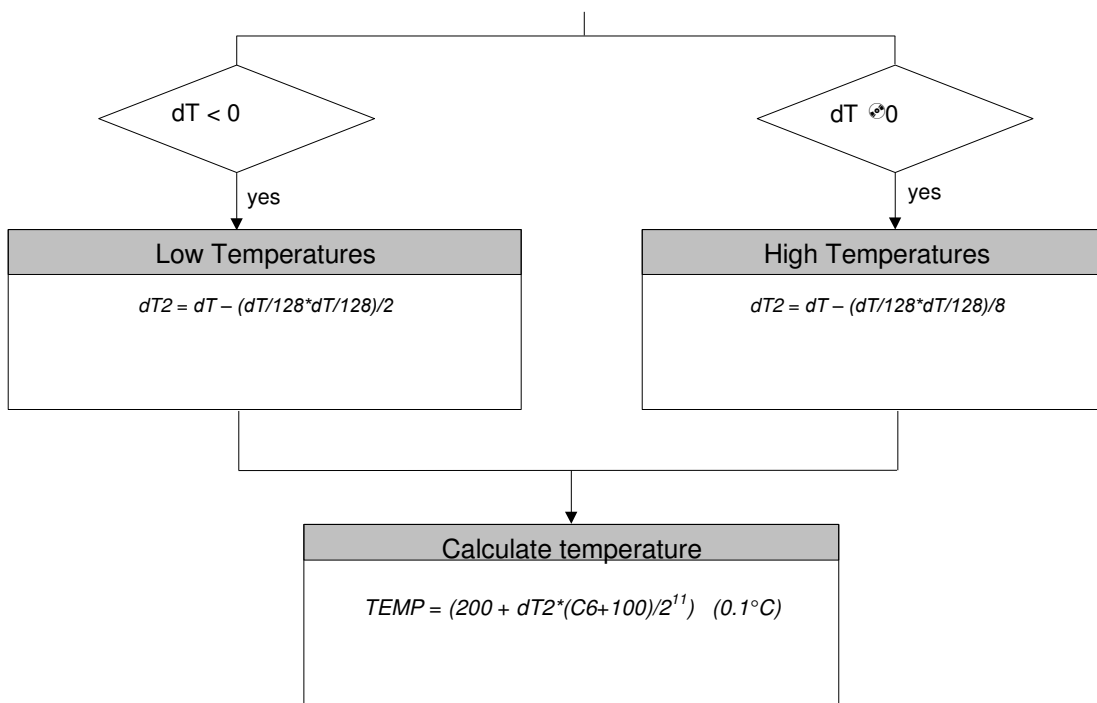 dT < 0
dT 0
yes
yes
Low Temperatures
High Temperatures
dT2 = dT – (dT/128*dT/128)/2
dT2 = dT – (dT/128*dT/128)/8
Calculate temperature
TEMP = (200 + dT2*(C6+100)/2¹¹) (0.1°C)